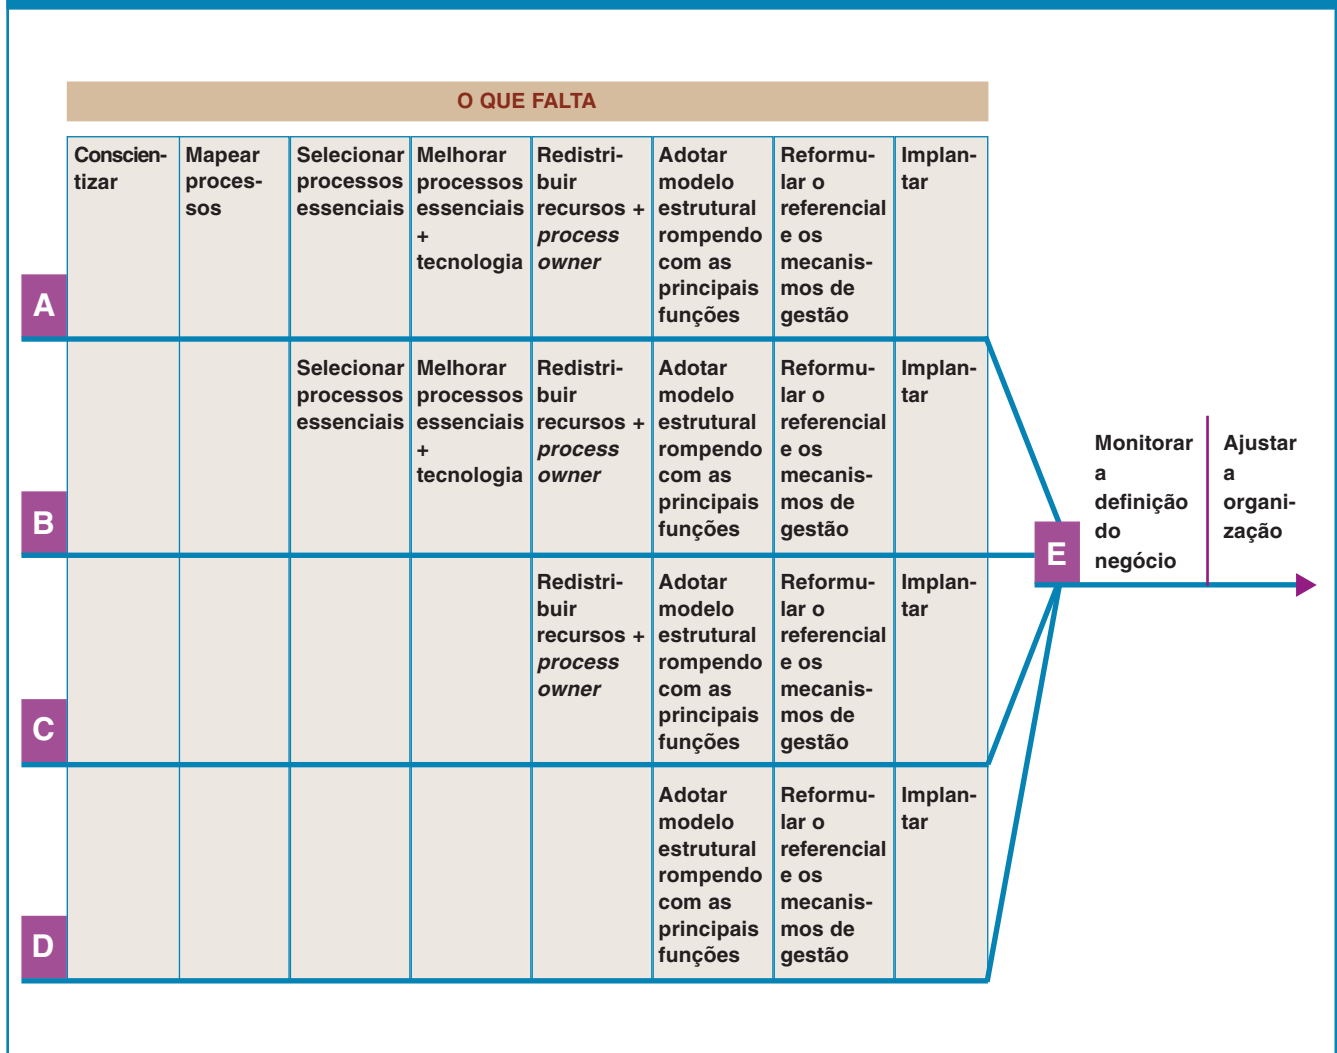 O QUE FALTA
Conscien-
tizar
Mapear
proces-
sos
Selecionar
processos
essenciais
Melhorar
processos
essenciais
+
tecnologia
Redistri-
buir
recursos +
process
owner
Adotar
modelo
estrutural
rompendo
com as
principais
funções
Reformu-
lar o
referencial
e os
mecanis-
mos de
gestão
Implan-
tar
A
Selecionar
processos
essenciais
Melhorar
processos
essenciais
+
tecnologia
Redistri-
buir
recursos +
process
owner
Adotar
modelo
estrutural
rompendo
com as
principais
funções
Reformu-
lar o
referencial
e os
mecanis-
mos de
gestão
Implan-
tar
B
Redistri-
buir
recursos +
process
owner
Adotar
modelo
estrutural
rompendo
com as
principais
funções
Reformu-
lar o
referencial
e os
mecanis-
mos de
gestão
Implan-
tar
C
Adotar
modelo
estrutural
rompendo
com as
principais
funções
Reformu-
lar o
referencial
e os
mecanis-
mos de
gestão
Implan-
tar
D
E
Monitorar
a
definição
do
negócio
Ajustar
a
organi-
zação